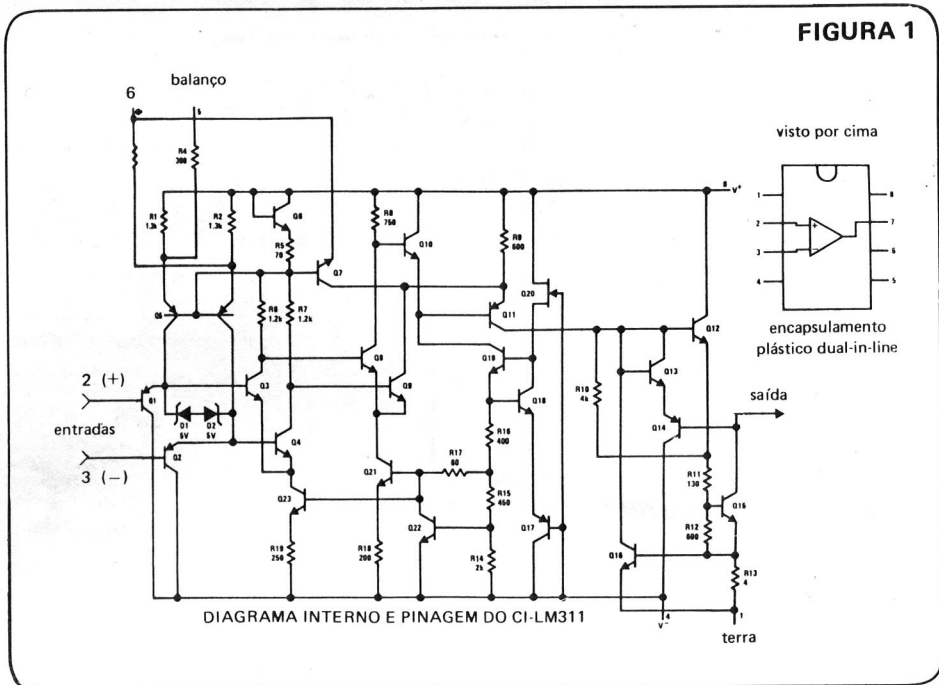 FIGURA 1
balanço
6
5
R4
300
R1
1.3k
R2
1.3k
Q8
R5
70
Q7
R8
750
Q10
R9
600
8 V+
Q5
R6
1.2k
R7
1.2k
Q20
Q11
Q12
Q8
Q19
2 (+)
Q1
Q3
Q9
Q18
R10
4k
Q13
saída
entradas
D1
5V
D2
5V
R16
400
Q14
3 (−)
Q2
Q4
Q21
R17
60
R11
130
Q15
Q23
R15
450
R12
600
Q22
Q17
Q16
R19
250
R18
200
R14
2k
R13
4
DIAGRAMA INTERNO E PINAGEM DO CI-LM311
4
V−
1
terra
visto por cima
1
8
2
+
7
3
−
6
4
5
encapsulamento
plástico dual-in-line